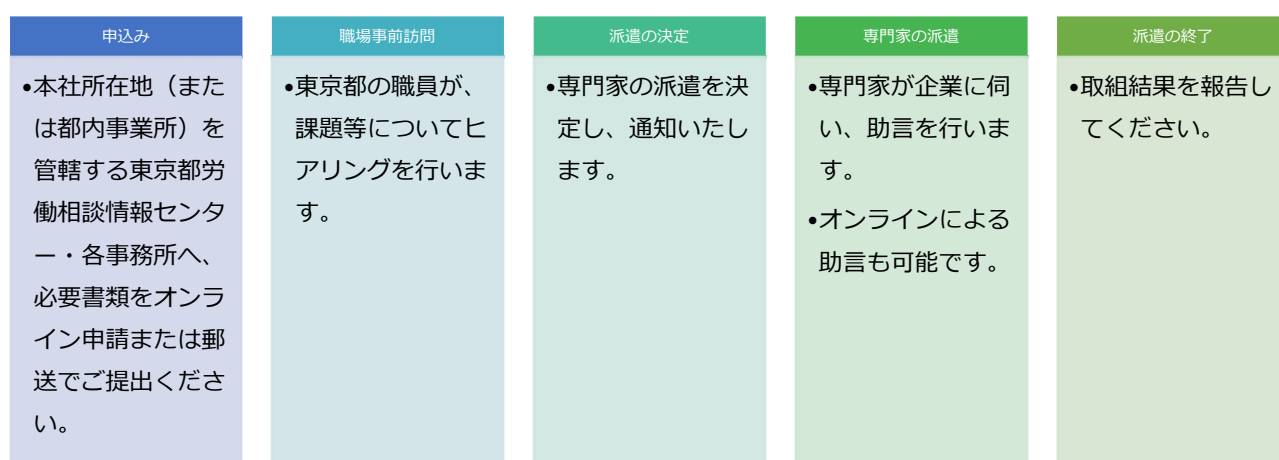 申込み
•本社所在地（また
は都内事業所）を
管轄する東京都労
働相談情報センタ
ー・各事務所へ、
必要書類をオンラ
イン申請または郵
送でご提出くださ
い。
職場事前訪問
•東京都の職員が、
課題等についてヒ
アリングを行いま
す。
派遣の決定
•専門家の派遣を決
定し、通知いたし
ます。
専門家の派遣
•専門家が企業に伺
い、助言を行いま
す。
•オンラインによる
助言も可能です。
派遣の終了
•取組結果を報告し
てください。